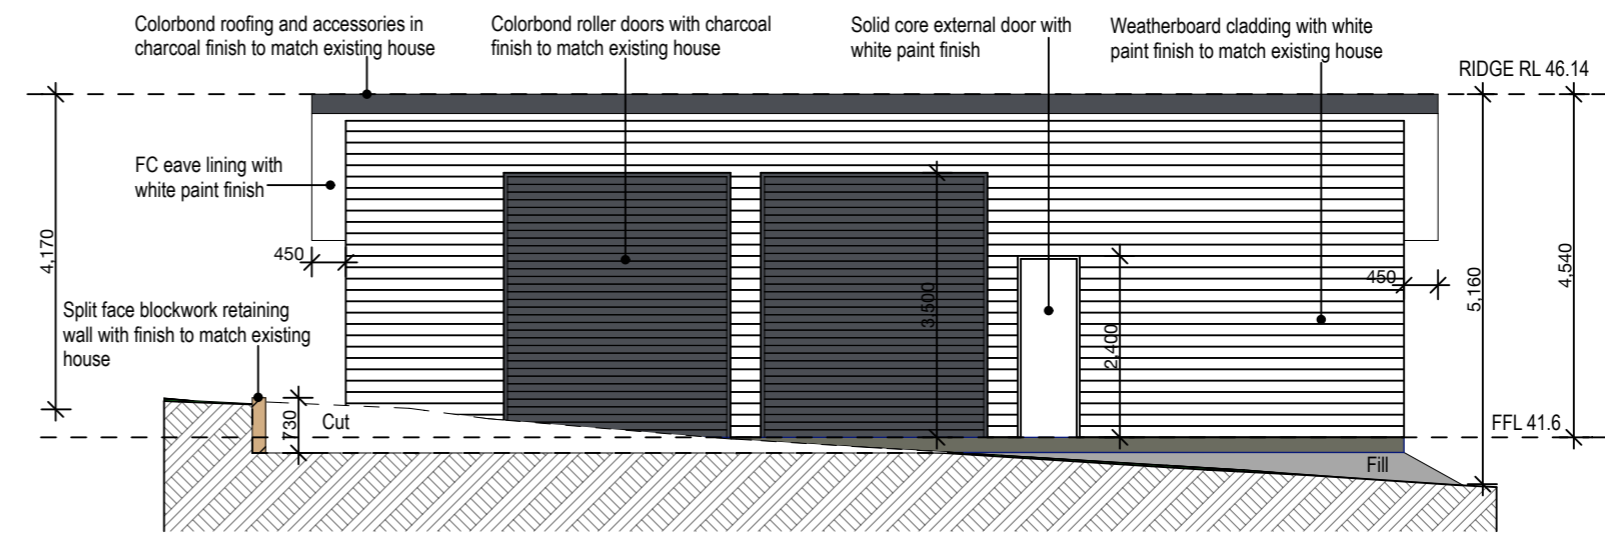 Colorbond roofing and accessories in
charcoal finish to match existing house
Colorbond roller doors with charcoal
finish to match existing house
Solid core external door with
white paint finish
Weatherboard cladding with white
paint finish to match existing house
RIDGE RL 46.14
FC eave lining with
white paint finish
4,170
450
450
4,540
5,160
3,500
2,400
Split face blockwork retaining
wall with finish to match existing
house
730
Cut
FFL 41.6
Fill